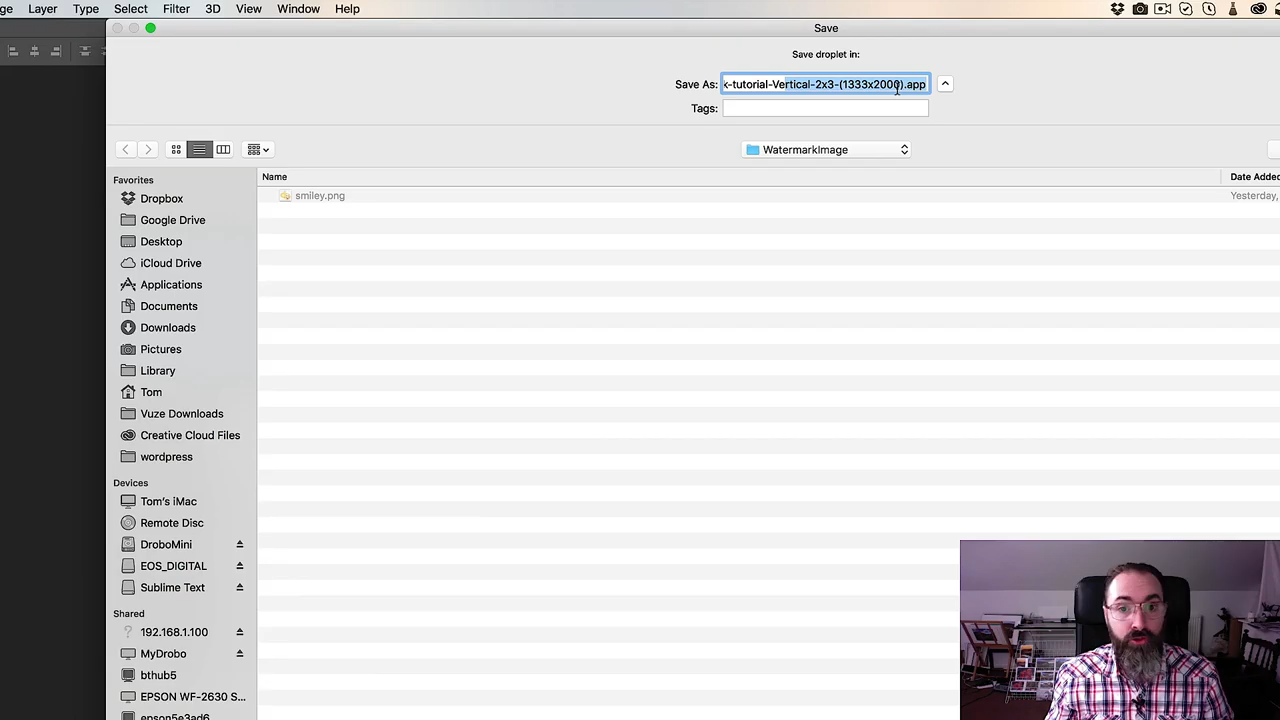 ge Layer Type Select Filter 3D View Window Help
Save
Save droplet in:
Save As: k-tutorial-Vertical-2x3-(1333x2000).app
Tags:
WatermarkImage
Name Date Added
smiley.png Yesterday,
Favorites
Dropbox
Google Drive
Desktop
iCloud Drive
Applications
Documents
Downloads
Pictures
Library
Tom
Vuze Downloads
Creative Cloud Files
wordpress
Devices
Tom's iMac
Remote Disc
DroboMini
EOS_DIGITAL
Sublime Text
Shared
192.168.1.100
MyDrobo
bthub5
EPSON WF-2630 S...
epson5e3ad6